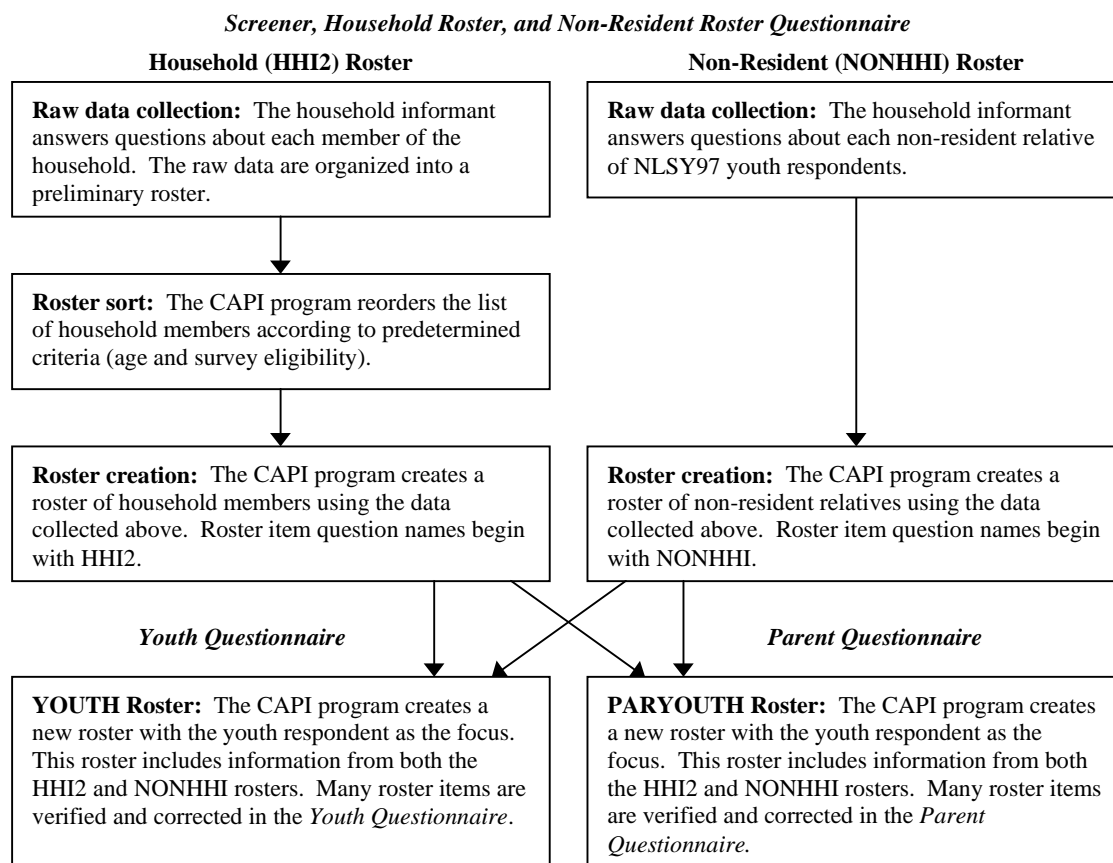 Screener, Household Roster, and Non-Resident Roster Questionnaire
Household (HHI2) Roster
Non-Resident (NONHHI) Roster
Raw data collection: The household informant
answers questions about each member of the
household. The raw data are organized into a
preliminary roster.
Raw data collection: The household informant
answers questions about each non-resident relative
of NLSY97 youth respondents.
Roster sort: The CAPI program reorders the list
of household members according to predetermined
criteria (age and survey eligibility).
Roster creation: The CAPI program creates a
roster of household members using the data
collected above. Roster item question names begin
with HHI2.
Roster creation: The CAPI program creates a
roster of non-resident relatives using the data
collected above. Roster item question names begin
with NONHHI.
Youth Questionnaire
Parent Questionnaire
YOUTH Roster: The CAPI program creates a
new roster with the youth respondent as the focus.
This roster includes information from both the
HHI2 and NONHHI rosters. Many roster items are
verified and corrected in the Youth Questionnaire.
PARYOUTH Roster: The CAPI program creates
a new roster with the youth respondent as the
focus. This roster includes information from both
the HHI2 and NONHHI rosters. Many roster items
are verified and corrected in the Parent
Questionnaire.